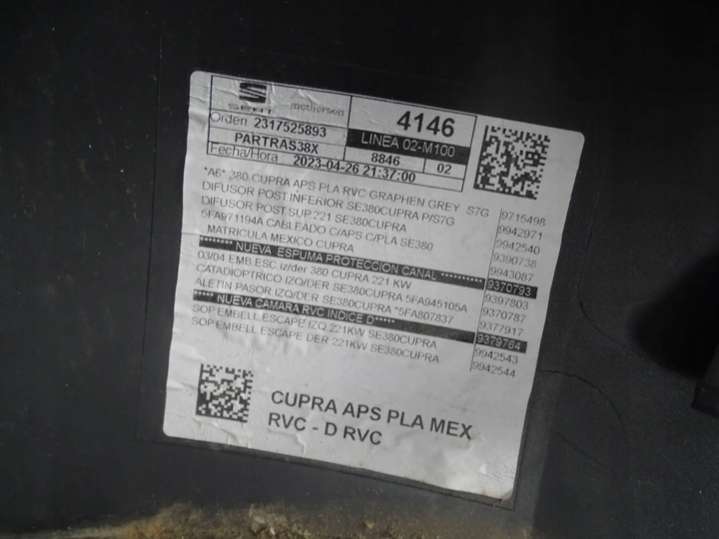 SEAT
motherson
4146
Orden 2317525893
LINEA 02-M100
PARTRAS38X
8846 02
Fecha/Hora 2023-04-26 21:37:00
*A6* 380 CUPRA APS PLA RVC GRAPHEN GREY S7G 9715498
DIFUSOR POST.INFERIOR SE380CUPRA P/S7G 9942971
DIFUSOR POST SUP.221 SE380CUPRA 9942540
5FA971194A CABLEADO C/APS C/PLA SE380 9390738
MATRICULA MEXICO CUPRA 9943087
******** NUEVA ESPUMA PROTECCION CANAL ********** 9370793
03/04 EMB.ESC iz/der 380 CUPRA 221 KW 9397803
CATADIOPTRICO IZQ/DER SE380CUPRA 5FA945105A 9370787
ALETIN PASOR IZQ/DER SE380CUPRA *5FA807837 9377917
***** NUEVA CAMARA RVC INDICE D***** 9379764
SOP EMBELL ESCAPE IZQ 221KW SE380CUPRA 9942543
SOP EMBELL ESCAPE DER 221KW SE380CUPRA 9942544
CUPRA APS PLA MEX
RVC - D RVC